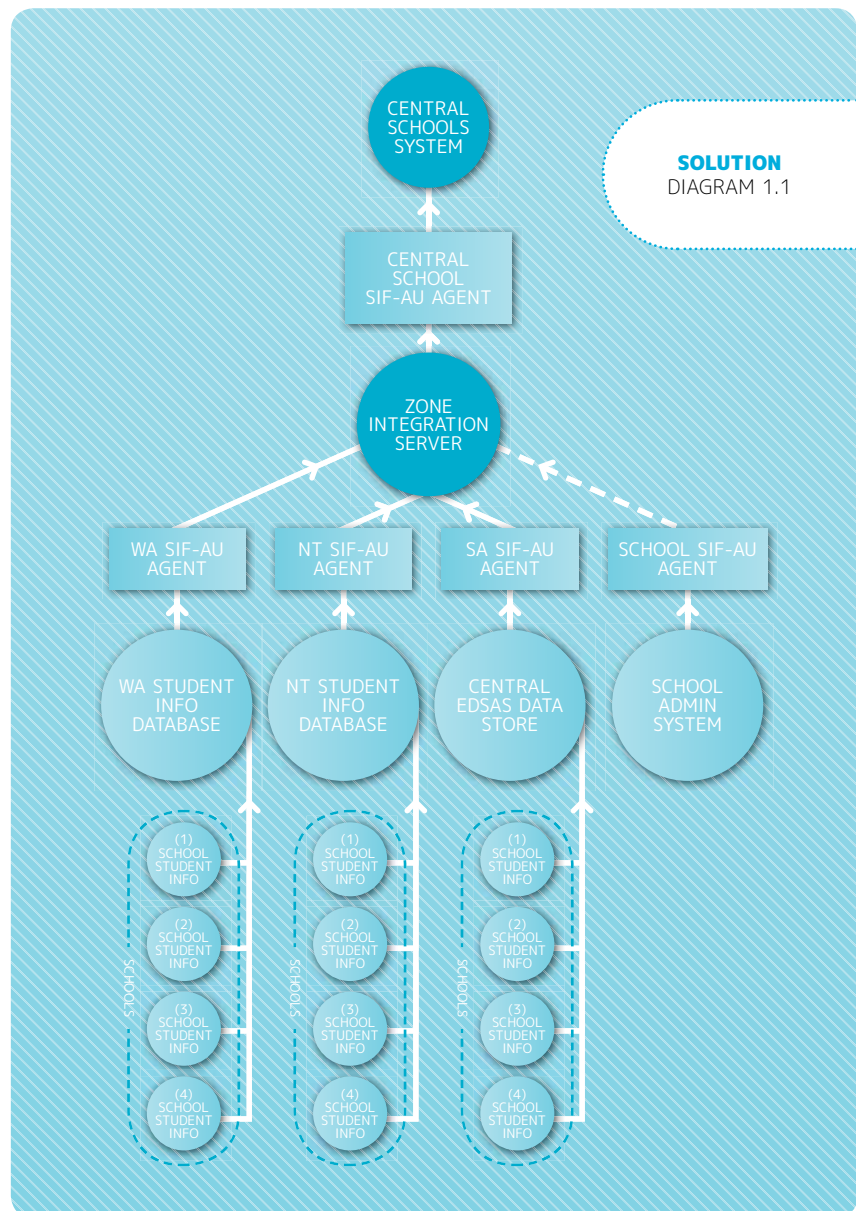 CENTRAL
SCHOOLS
SYSTEM
SOLUTION
DIAGRAM 1.1
CENTRAL
SCHOOL
SIF-AU AGENT
ZONE
INTEGRATION
SERVER
WA SIF-AU
AGENT
NT SIF-AU
AGENT
SA SIF-AU
AGENT
SCHOOL SIF-AU
AGENT
WA STUDENT
INFO
DATABASE
NT STUDENT
INFO
DATABASE
CENTRAL
EDSAS DATA
STORE
SCHOOL
ADMIN
SYSTEM
SCHOOLS
(1)
SCHOOL
STUDENT
INFO
(2)
SCHOOL
STUDENT
INFO
(3)
SCHOOL
STUDENT
INFO
(4)
SCHOOL
STUDENT
INFO
SCHOOLS
(1)
SCHOOL
STUDENT
INFO
(2)
SCHOOL
STUDENT
INFO
(3)
SCHOOL
STUDENT
INFO
(4)
SCHOOL
STUDENT
INFO
SCHOOLS
(1)
SCHOOL
STUDENT
INFO
(2)
SCHOOL
STUDENT
INFO
(3)
SCHOOL
STUDENT
INFO
(4)
SCHOOL
STUDENT
INFO